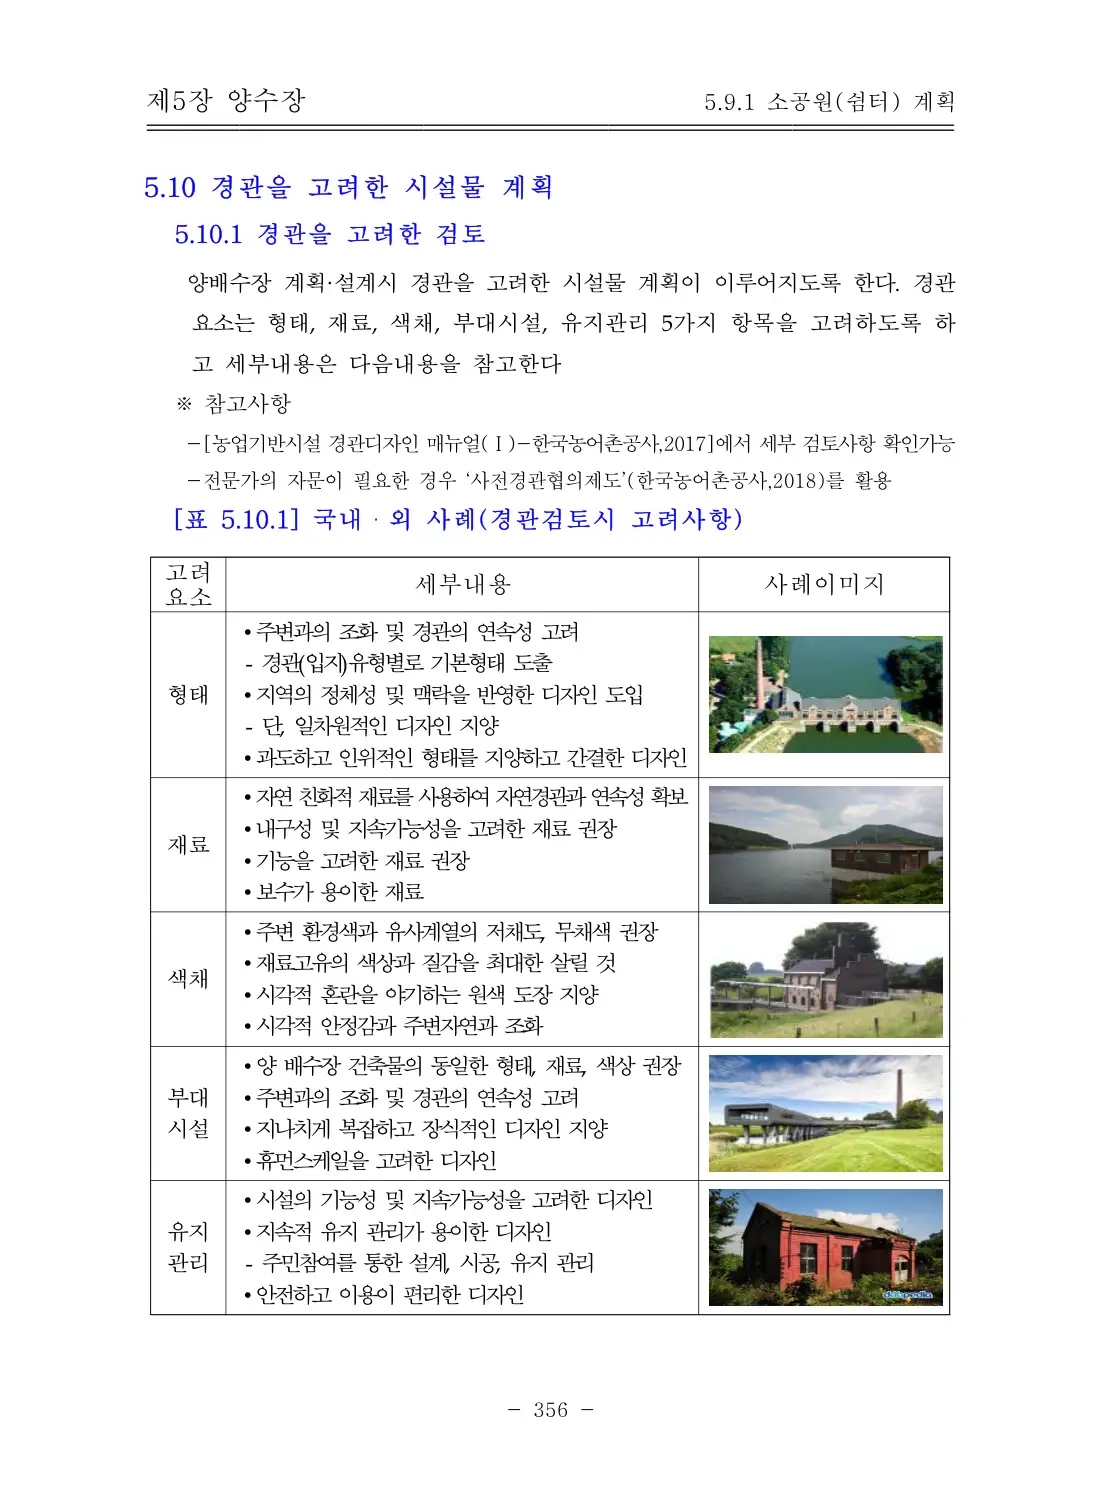 제5장 양수장
5.9.1 소공원(쉼터) 계획
5.10 경관을 고려한 시설물 계획
5.10.1 경관을 고려한 검토
양배수장 계획·설계시 경관을 고려한 시설물 계획이 이루어지도록 한다. 경관
요소는 형태, 재료, 색채, 부대시설, 유지관리 5가지 항목을 고려하도록 하
고 세부내용은 다음내용을 참고한다
※ 참고사항
-[농업기반시설 경관디자인 매뉴얼(Ⅰ)-한국농어촌공사,2017]에서 세부 검토사항 확인가능
-전문가의 자문이 필요한 경우 ‘사전경관협의제도’(한국농어촌공사,2018)를 활용
[표 5.10.1] 국내·외 사례(경관검토시 고려사항)
고려
요소
세부내용
사례이미지
형태
•주변과의 조화 및 경관의 연속성 고려
- 경관(입지)유형별로 기본형태 도출
•지역의 정체성 및 맥락을 반영한 디자인 도입
- 단, 일차원적인 디자인 지양
•과도하고 인위적인 형태를 지양하고 간결한 디자인
재료
•자연 친화적 재료를 사용하여 자연경관과 연속성 확보
•내구성 및 지속가능성을 고려한 재료 권장
•기능을 고려한 재료 권장
•보수가 용이한 재료
색채
•주변 환경색과 유사계열의 저채도, 무채색 권장
•재료고유의 색상과 질감을 최대한 살릴 것
•시각적 혼란을 야기하는 원색 도장 지양
•시각적 안정감과 주변자연과 조화
부대
시설
•양 배수장 건축물의 동일한 형태, 재료, 색상 권장
•주변과의 조화 및 경관의 연속성 고려
•지나치게 복잡하고 장식적인 디자인 지양
•휴먼스케일을 고려한 디자인
유지
관리
•시설의 기능성 및 지속가능성을 고려한 디자인
•지속적 유지 관리가 용이한 디자인
- 주민참여를 통한 설계, 시공, 유지 관리
•안전하고 이용이 편리한 디자인
- 356 -